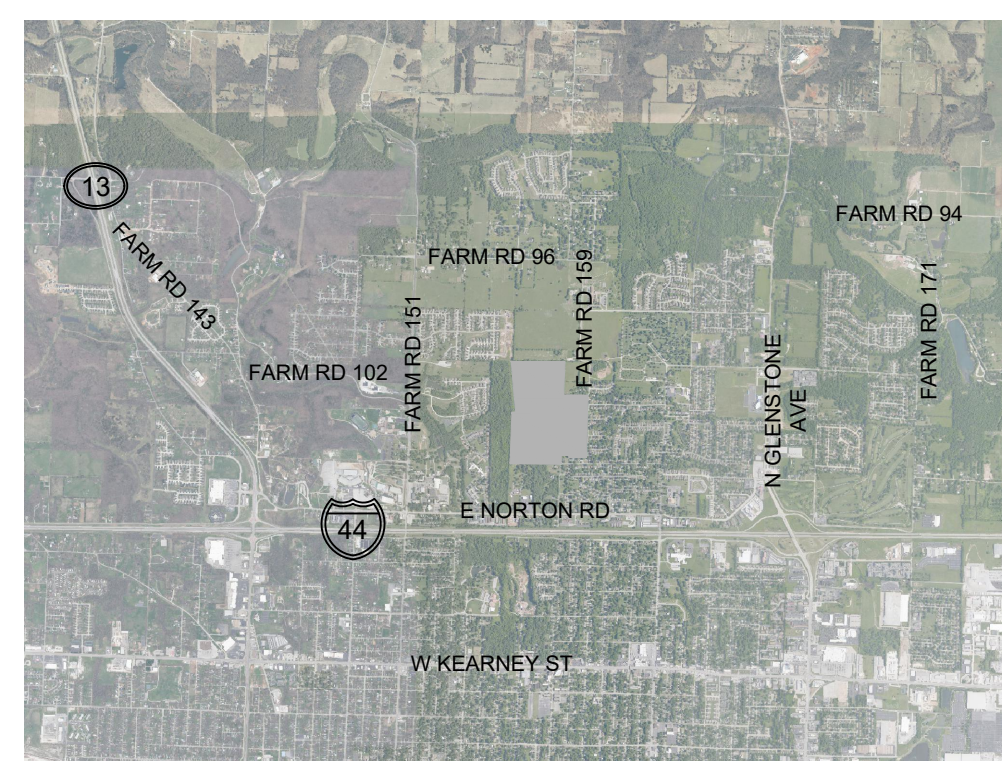 13
FARM RD 94
FARM RD 143
FARM RD 96
FARM RD 159
FARM RD 171
FARM RD 151
N GLENSTONE
AVE
FARM RD 102
E NORTON RD
44
W KEARNEY ST